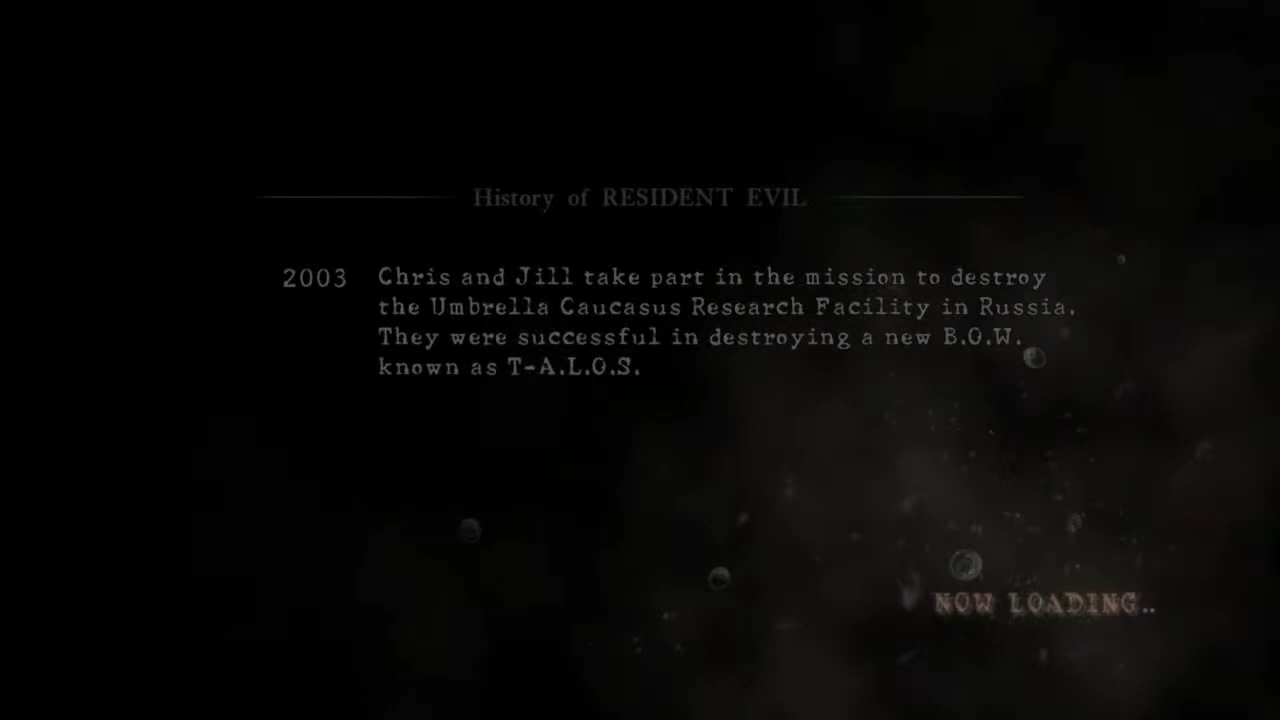 History of RESIDENT EVIL
2003 Chris and Jill take part in the mission to destroy
the Umbrella Caucasus Research Facility in Russia.
They were successful in destroying a new B.O.W.
known as T-A.L.O.S.
NOW LOADING..